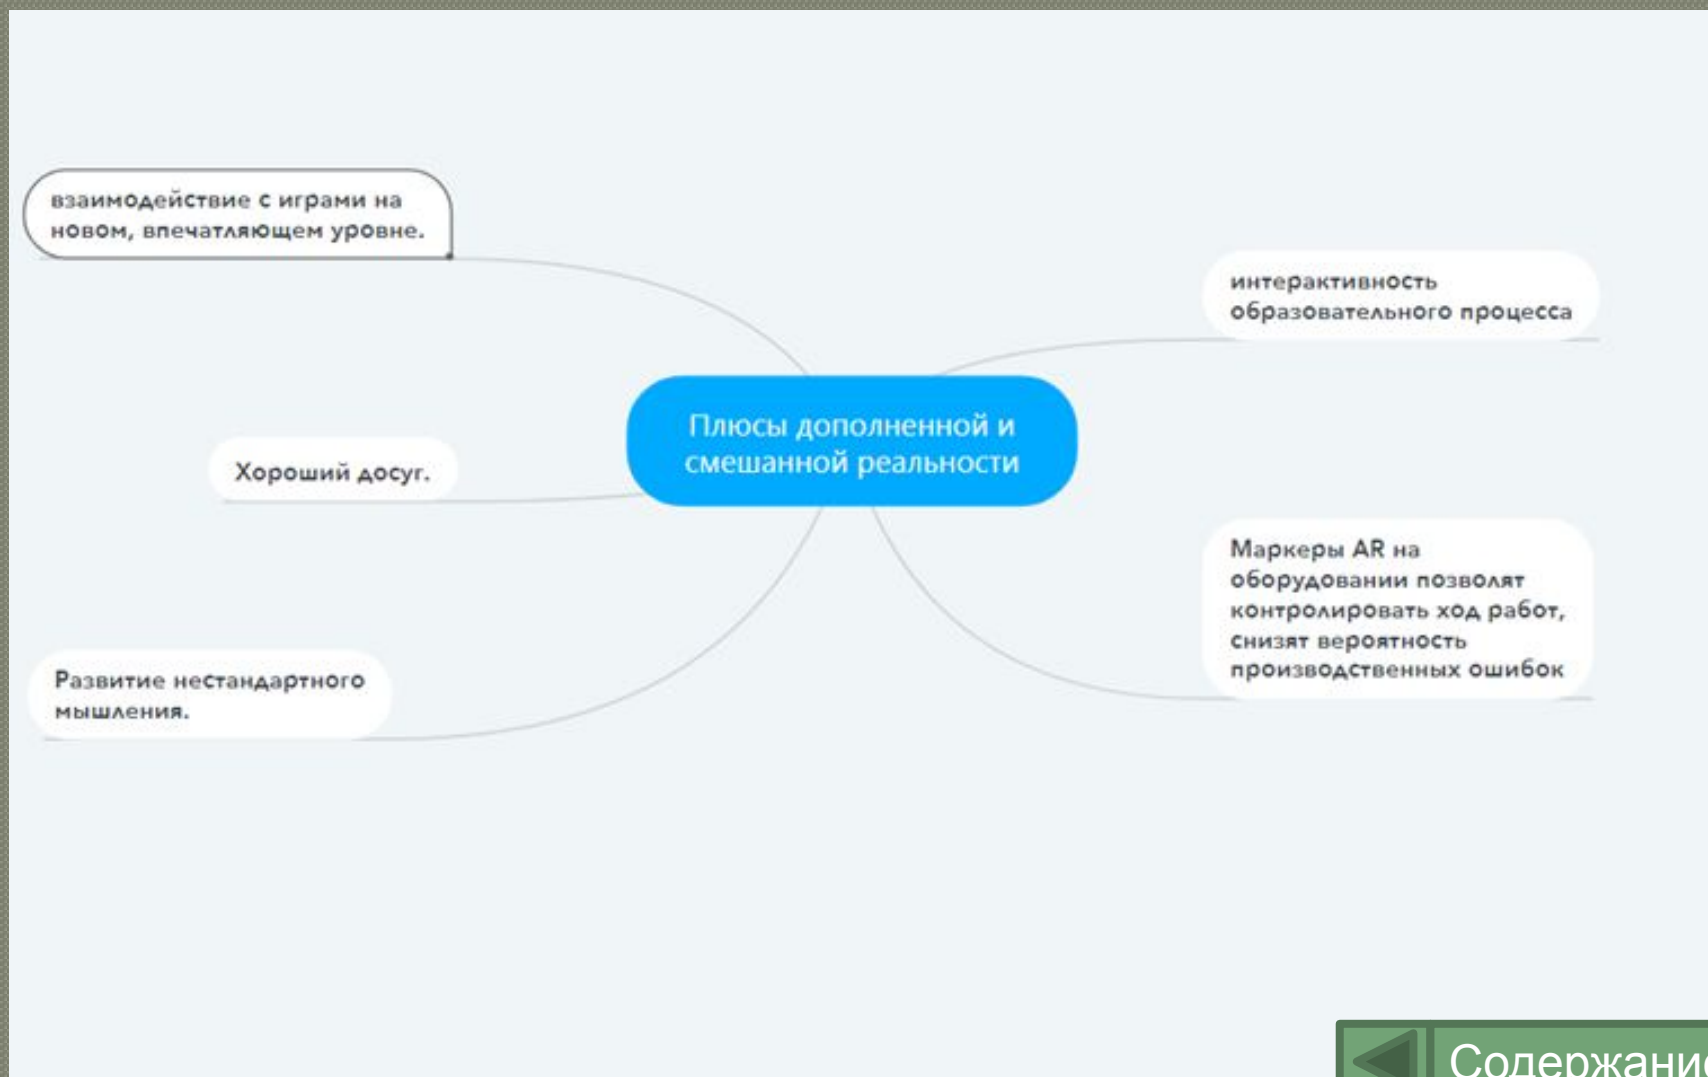 взаимодействие с играми на
новом, впечатляющем уровне.
интерактивность
образовательного процесса
Плюсы дополненной и
смешанной реальности
Хороший досуг.
Маркеры AR на
оборудовании позволят
контролировать ход работ,
снизят вероятность
производственных ошибок
Развитие нестандартного
мышления.
Содержание